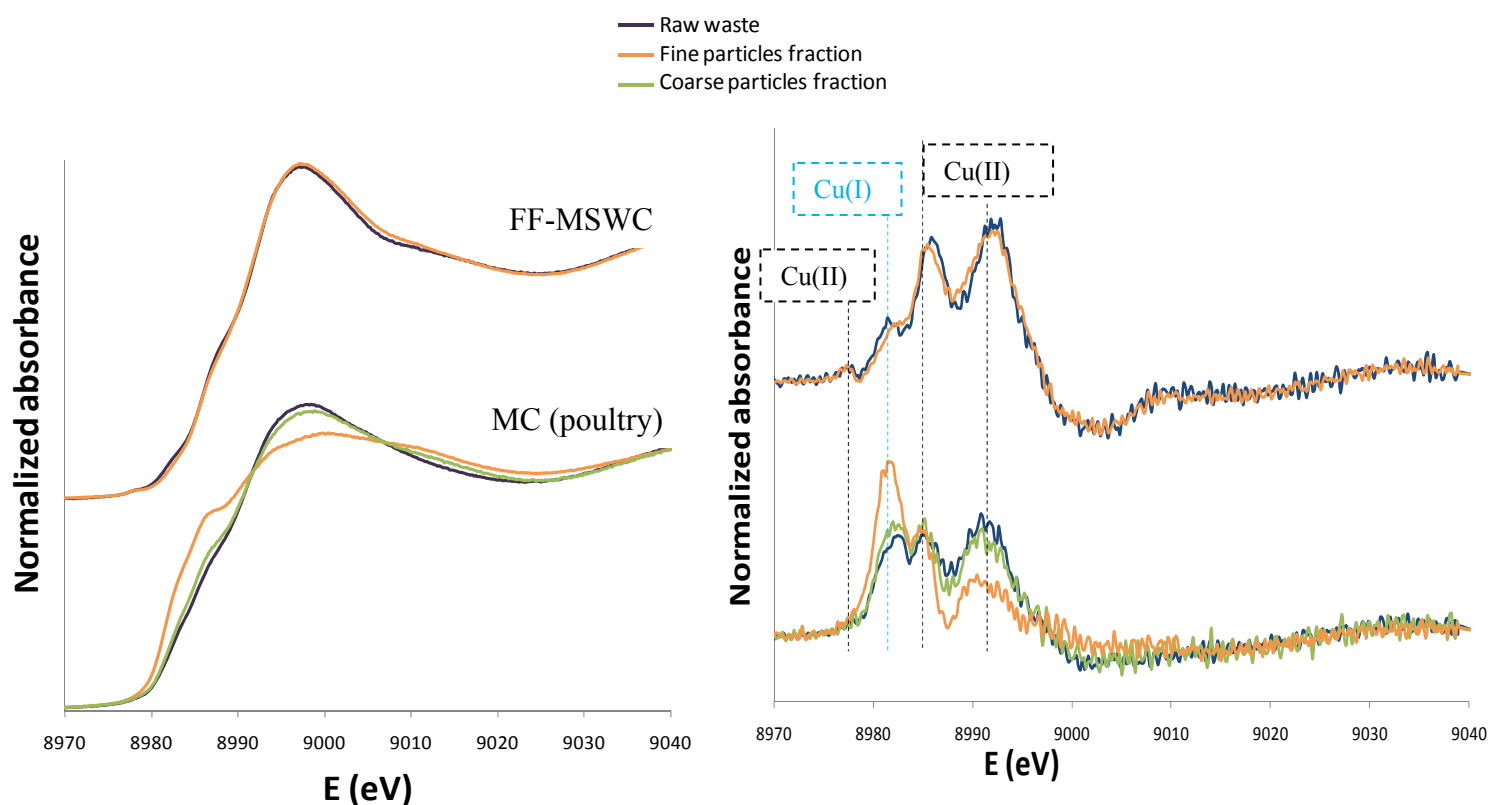 Raw waste
Fine particles fraction
Coarse particles fraction
Normalized absorbance
FF-MSWC
MC (poultry)
8970 8980 8990 9000 9010 9020 9030 9040
E (eV)
Normalized absorbance
Cu(II)
Cu(I)
Cu(II)
8970 8980 8990 9000 9010 9020 9030 9040
E (eV)